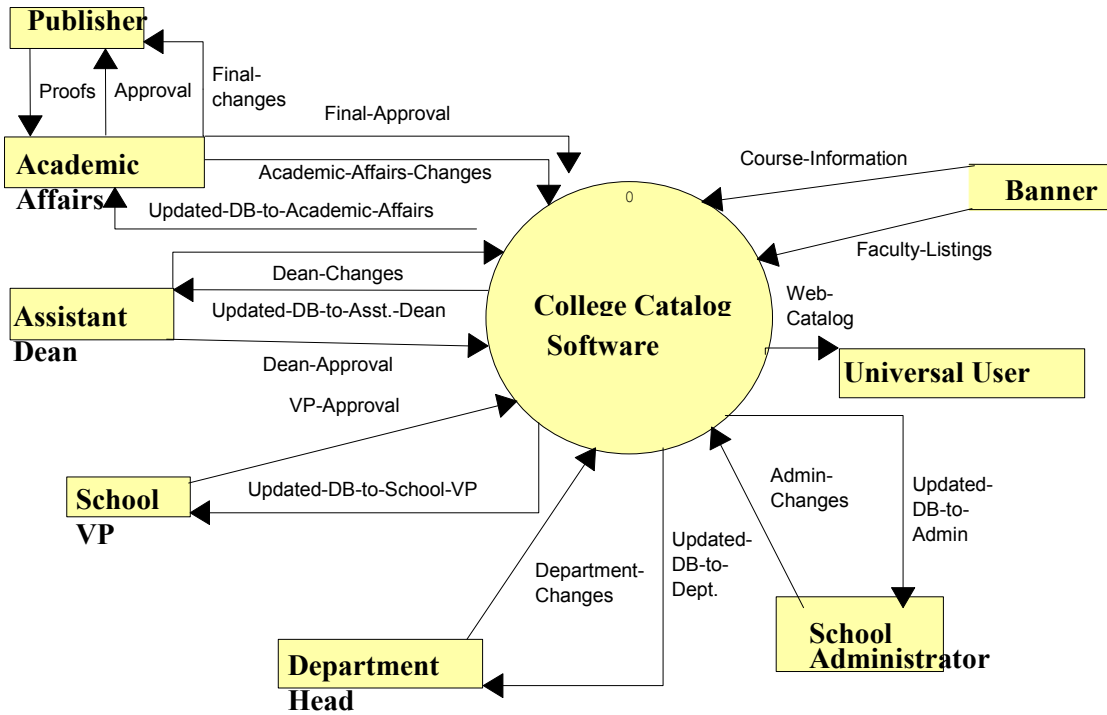 Publisher
Proofs
Approval
Final-
changes
Final-Approval
Academic
Affairs
Academic-Affairs-Changes
Updated-DB-to-Academic-Affairs
Course-Information
Banner
Faculty-Listings
0
Dean-Changes
Assistant
Dean
Updated-DB-to-Asst.-Dean
Dean-Approval
College Catalog
Software
Web-
Catalog
Universal User
VP-Approval
School
VP
Updated-DB-to-School-VP
Department-
Changes
Updated-
DB-to-
Dept.
Admin-
Changes
Updated-
DB-to-
Admin
Department
Head
School
Administrator